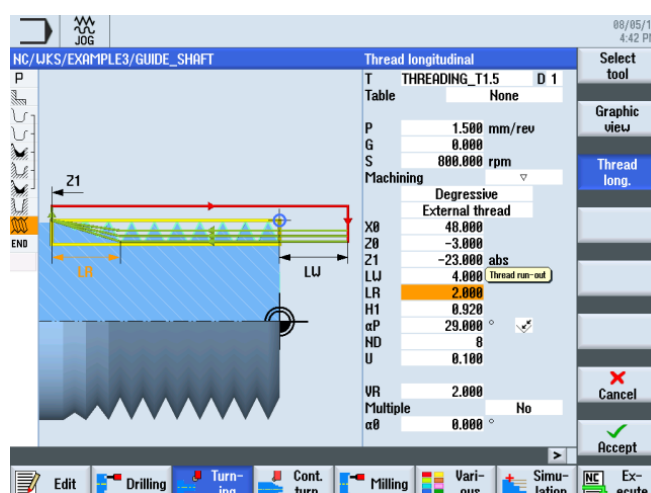 JOG
08/05/1
4:42 PM
NC/WKS/EXAMPLE3/GUIDE_SHAFT
Thread longitudinal
Select tool
P
T THREADING_T1.5 D 1
Table None
Graphic view
P 1.500 mm/rev
G 0.000
S 800.000 rpm
Thread long.
Machining ▽
Degressive
External thread
Z1
X0 48.000
Z0 -3.000
END
Z1 -23.000 abs
LR
LW
LW 4.000 Thread run-out
LR 2.000
H1 0.920
αP 29.000 °
ND 8
U 0.100
VR 2.000
Cancel
Multiple No
α0 0.000 °
Accept
>
Edit
Drilling
Turn-
ing
Cont.
turn.
Milling
Vari-
ous
Simu-
lation
NC Ex-
ecute